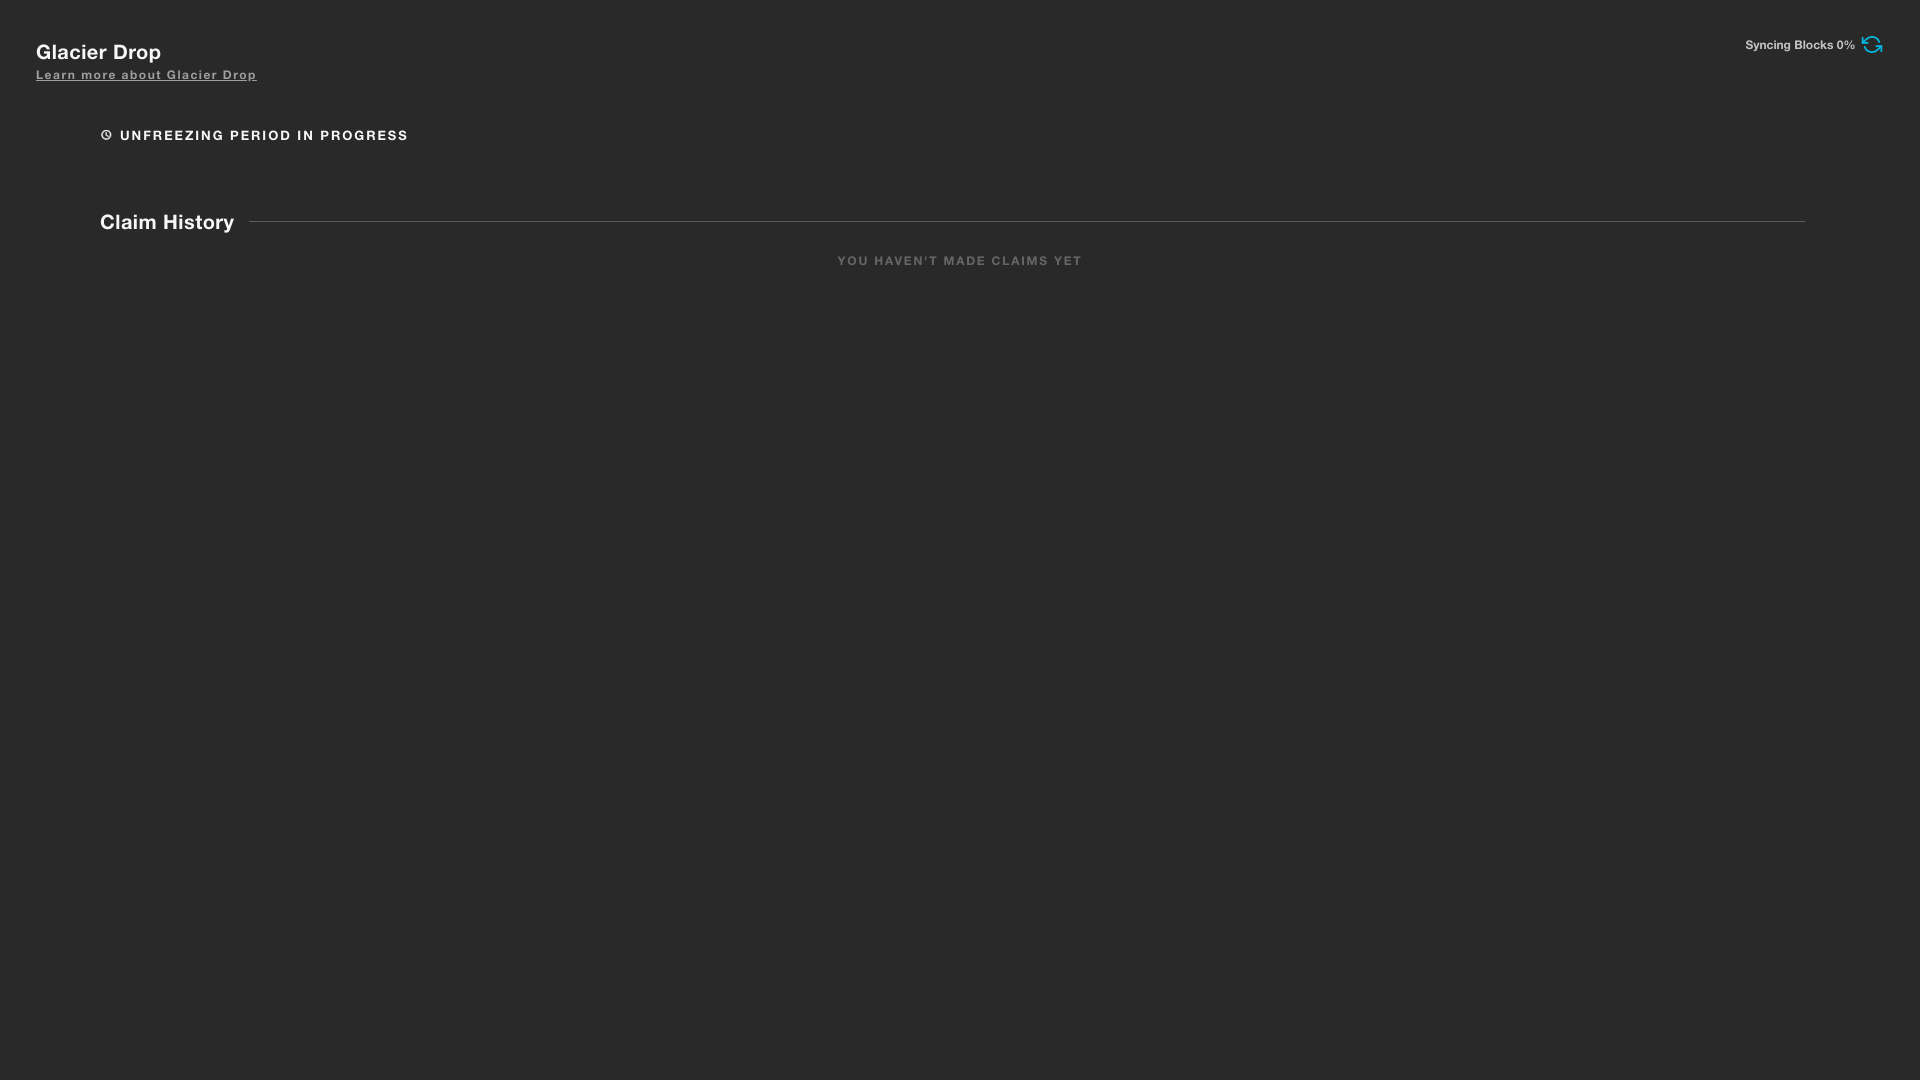 Glacier Drop
Syncing Blocks 0%
Learn more about Glacier Drop
UNFREEZING PERIOD IN PROGRESS
Claim History
YOU HAVEN'T MADE CLAIMS YET